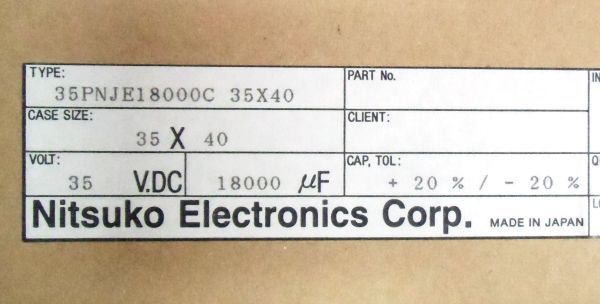 TYPE:
35PNJE18000C 35X40
PART No.
IN
CASE SIZE:
35 X 40
CLIENT:
VOLT:
35 V.DC 18000 μF
CAP, TOL:
+ 20 % / - 20 %
Nitsuko Electronics Corp. MADE IN JAPAN